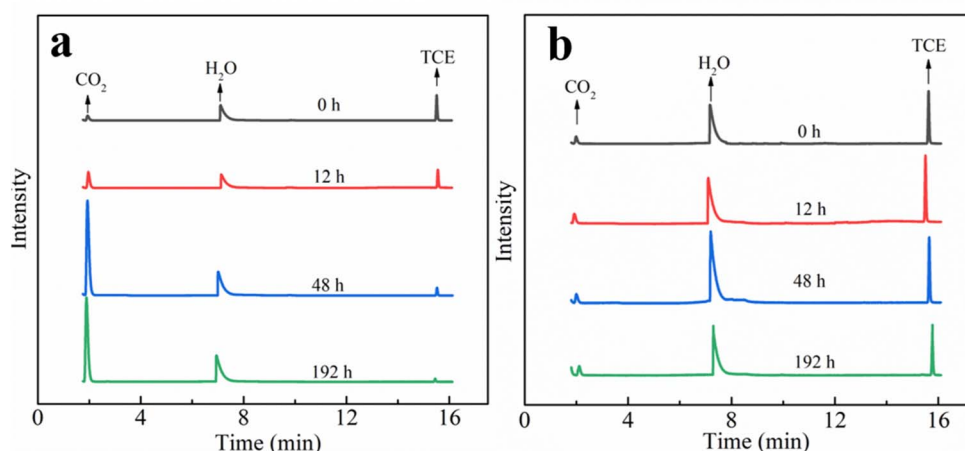 a
CO₂
H₂O
TCE
0 h
12 h
48 h
192 h
Intensity
0 4 8 12 16
Time (min)
b
CO₂
H₂O
TCE
0 h
12 h
48 h
192 h
Intensity
0 4 8 12 16
Time (min)